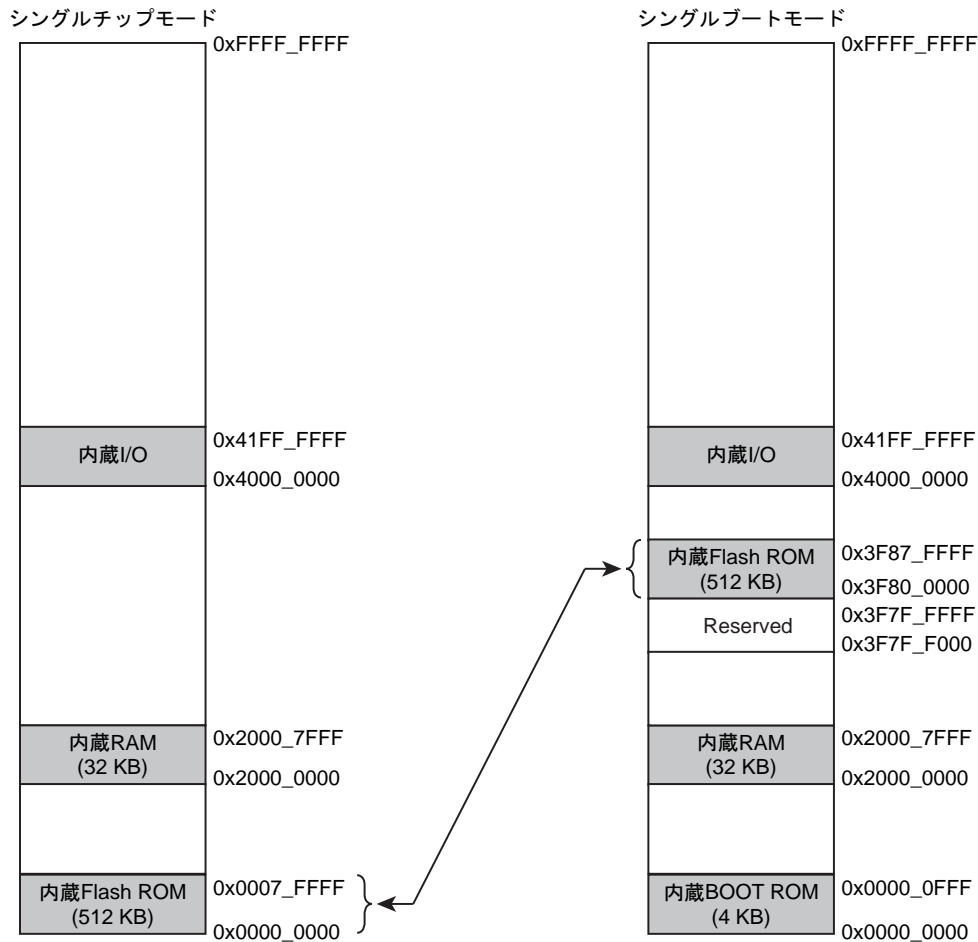 シングルチップモード
0xFFFF_FFFF
内蔵I/O
0x41FF_FFFF
0x4000_0000
内蔵RAM
(32 KB)
0x2000_7FFF
0x2000_0000
内蔵Flash ROM
(512 KB)
0x0007_FFFF
0x0000_0000
シングルブートモード
0xFFFF_FFFF
内蔵I/O
0x41FF_FFFF
0x4000_0000
内蔵Flash ROM
(512 KB)
0x3F87_FFFF
0x3F80_0000
Reserved
0x3F7F_FFFF
0x3F7F_F000
内蔵RAM
(32 KB)
0x2000_7FFF
0x2000_0000
内蔵BOOT ROM
(4 KB)
0x0000_0FFF
0x0000_0000